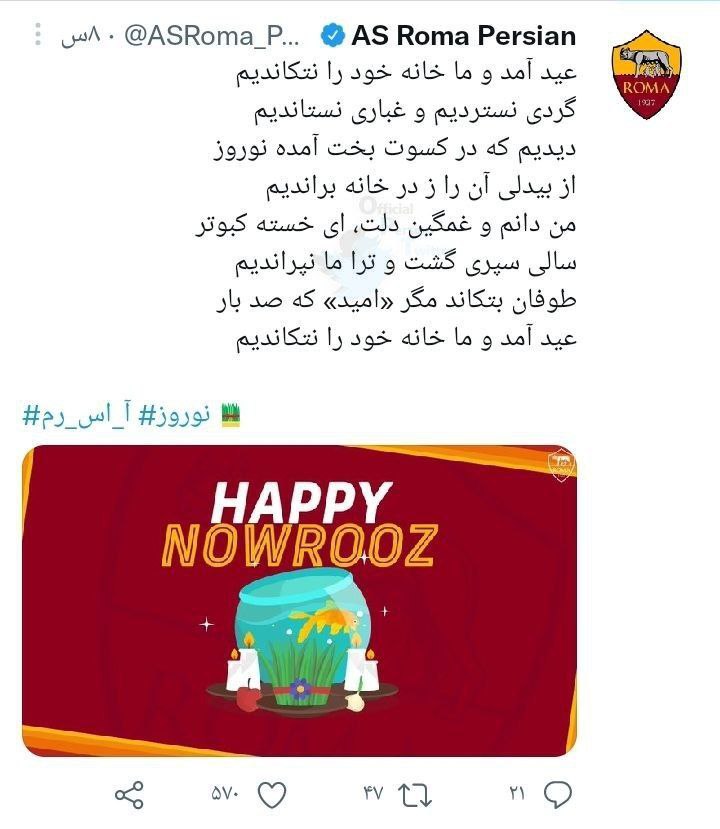 AS Roma Persian @ASRoma_P... · ۸س
عید آمد و ما خانه خود را نتکاندیم
گردی نستردیم و غباری نستاندیم
دیدیم که در کسوت بخت آمده نوروز
از بیدلی آن را ز در خانه براندیم
من دانم و غمگین دلت، ای خسته کبوتر
سالی سپری گشت و ترا ما نپراندیم
طوفان بتکاند مگر «امید» که صد بار
عید آمد و ما خانه خود را نتکاندیم
#نوروز #آ_اس_رم
HAPPY
NOWROOZ
۲۱ ۴۷ ۵۷۰
ROMA
1927
Official